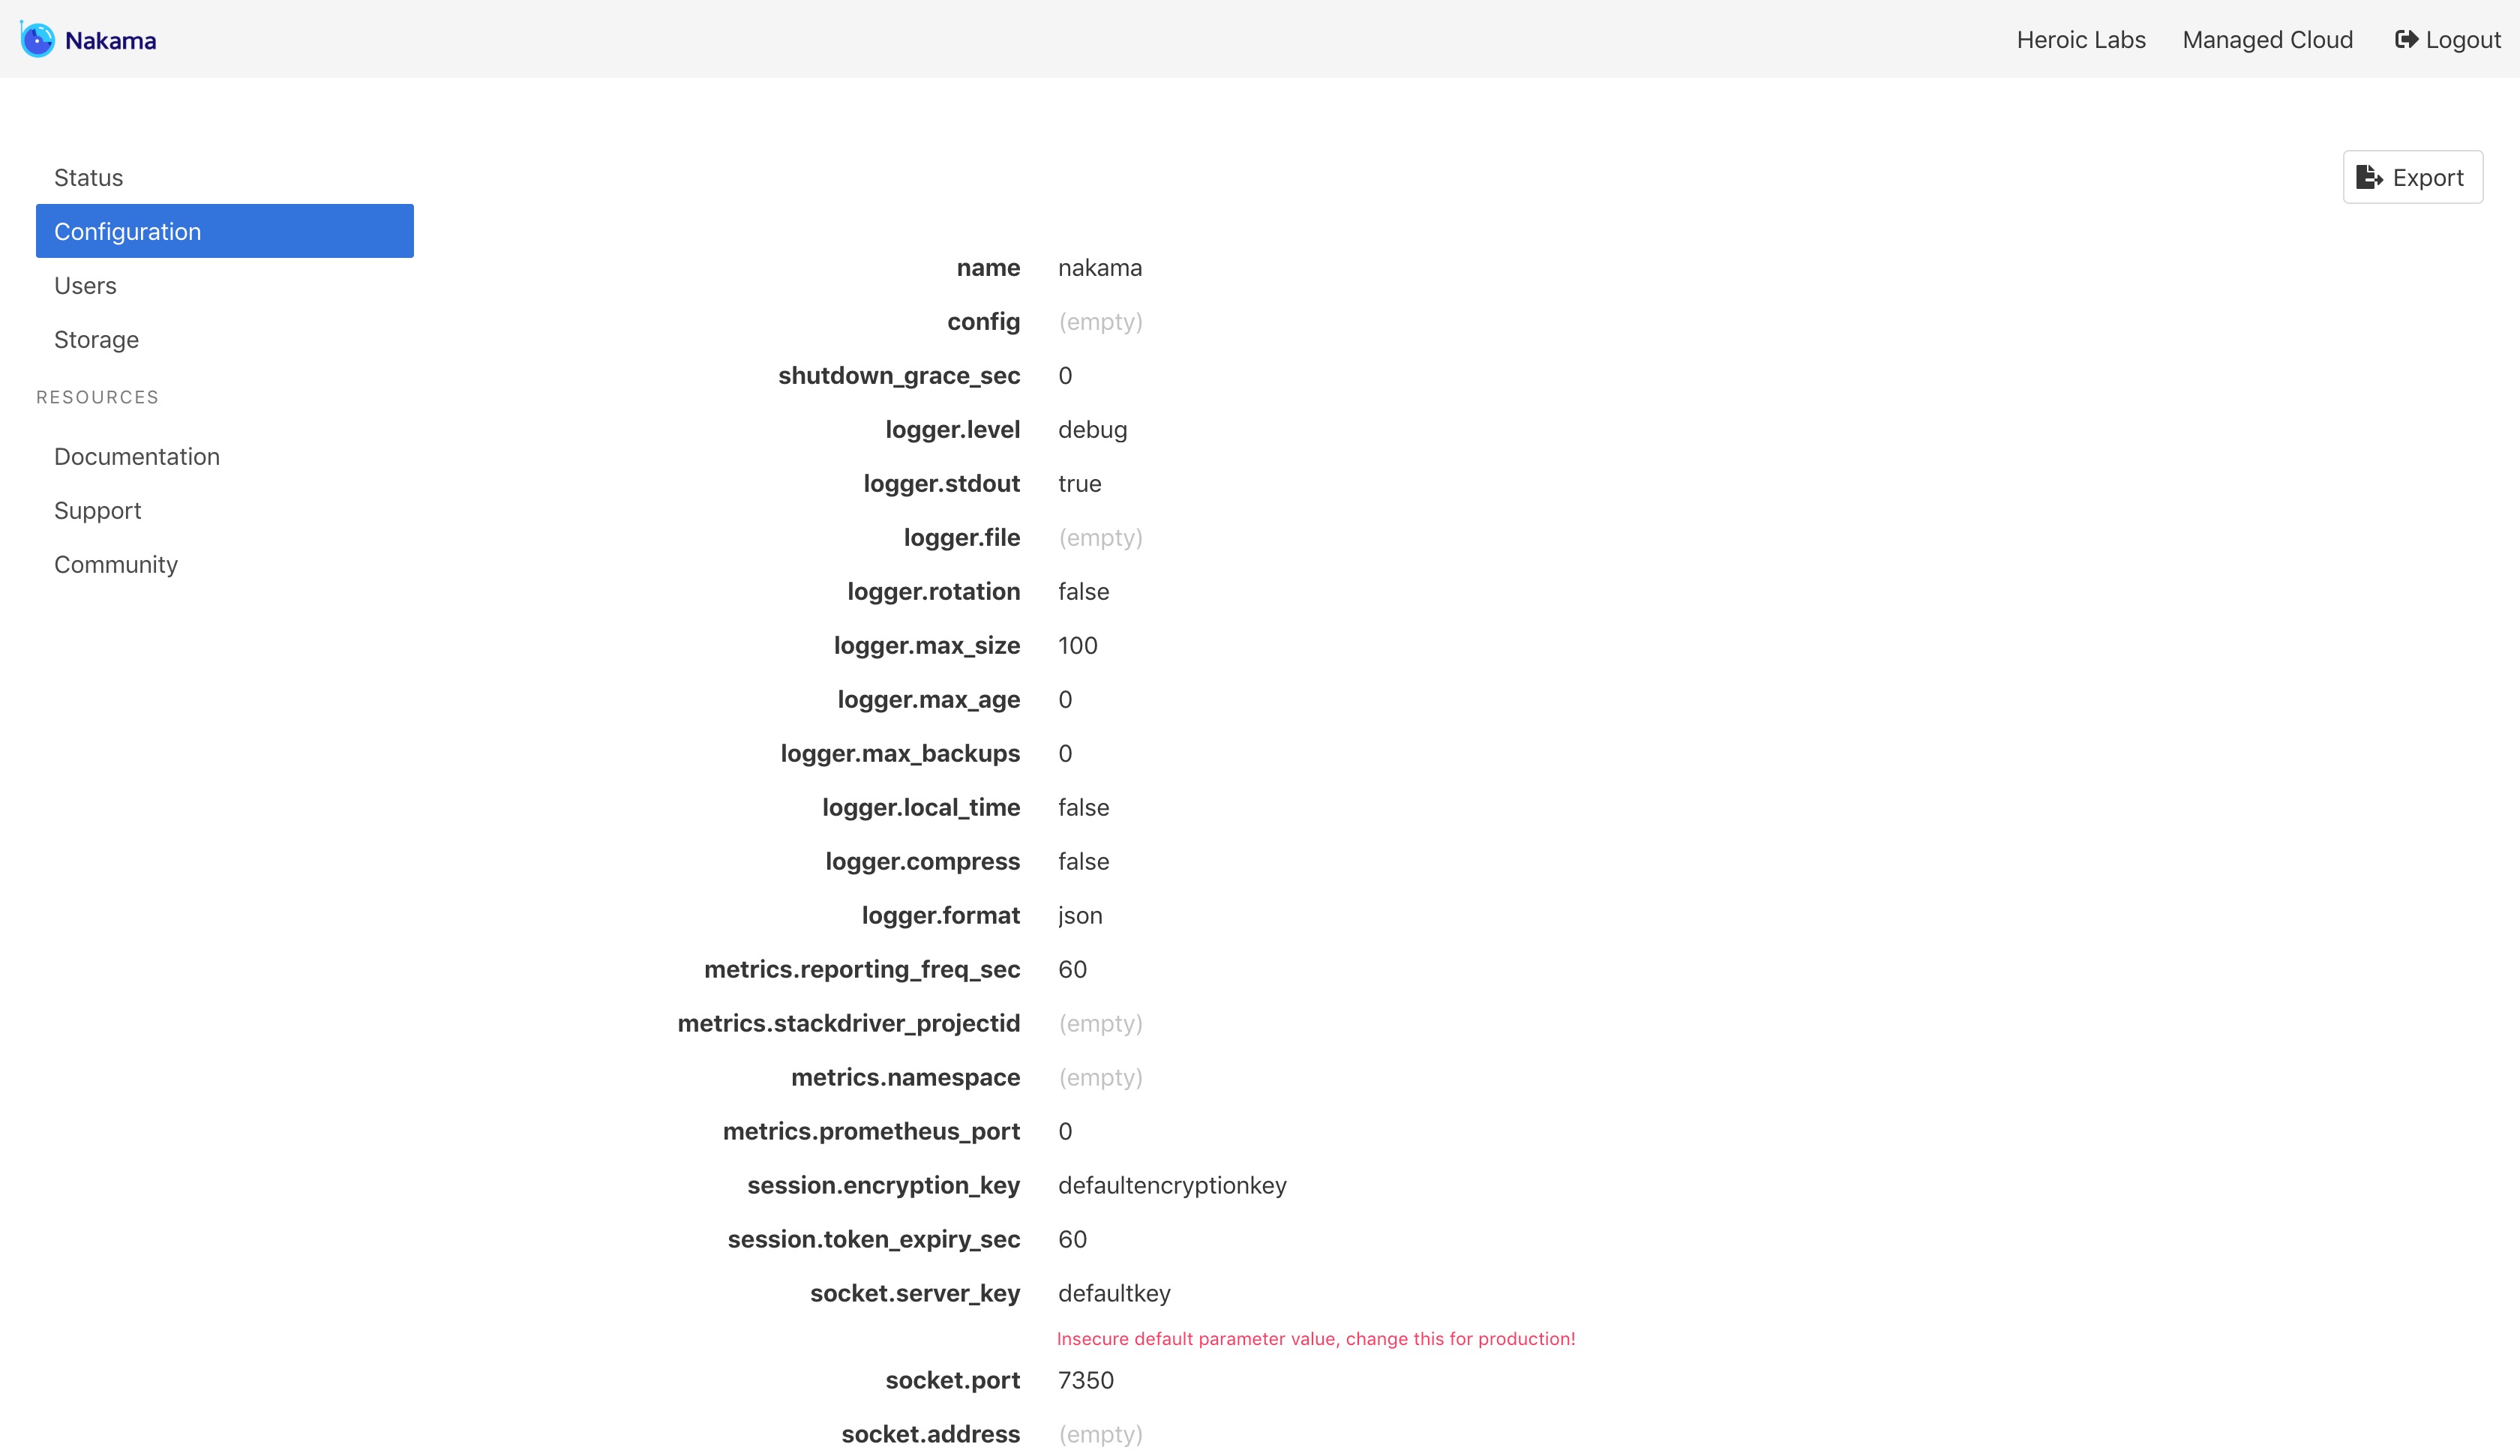 Nakama
Heroic Labs Managed Cloud Logout
Status
Configuration
Users
Storage
RESOURCES
Documentation
Support
Community
Export
name nakama
config (empty)
shutdown_grace_sec 0
logger.level debug
logger.stdout true
logger.file (empty)
logger.rotation false
logger.max_size 100
logger.max_age 0
logger.max_backups 0
logger.local_time false
logger.compress false
logger.format json
metrics.reporting_freq_sec 60
metrics.stackdriver_projectid (empty)
metrics.namespace (empty)
metrics.prometheus_port 0
session.encryption_key defaultencryptionkey
session.token_expiry_sec 60
socket.server_key defaultkey
Insecure default parameter value, change this for production!
socket.port 7350
socket.address (empty)